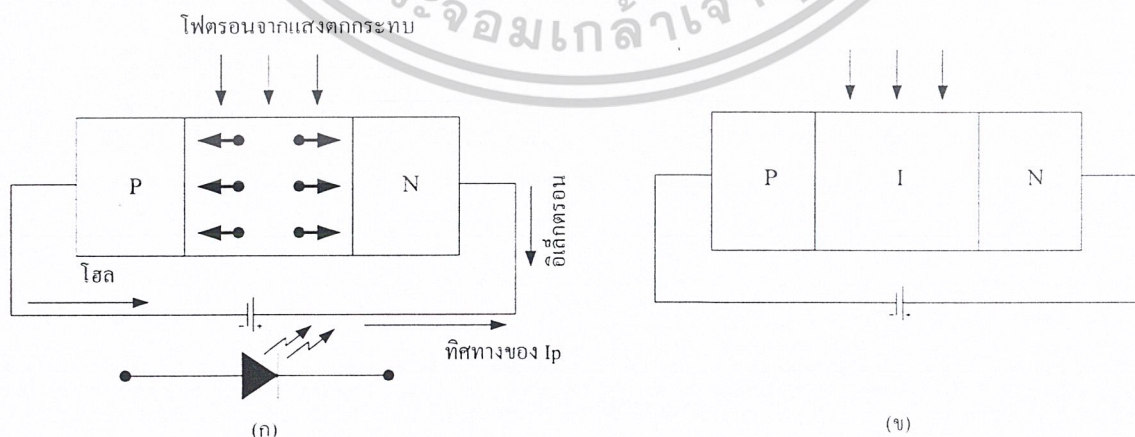 โฟตรอนจากแสงตกกระทบ
P
N
อิเล็กตรอน
โฮล
- +
ทิศทางของ Ip
(ก)
P
I
N
- +
(ข)